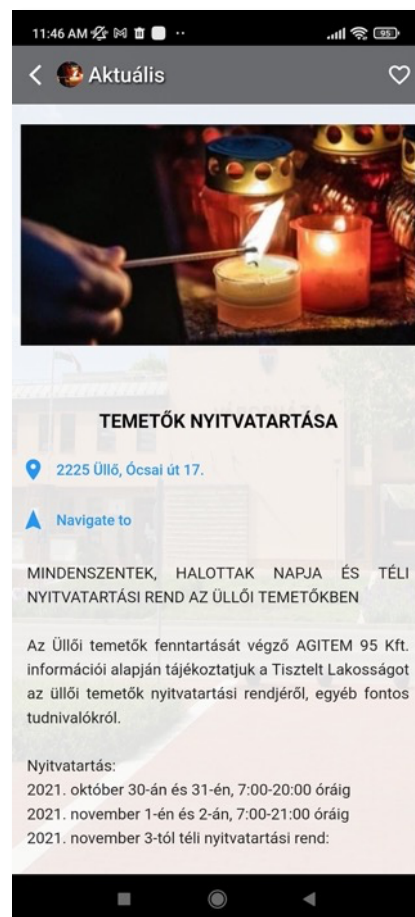 11:46 AM
95
Aktuális
TEMETŐK NYITVATARTÁSA
2225 Üllő, Ócsai út 17.
Navigate to
MINDENSZENTEK, HALOTTAK NAPJA ÉS TÉLI
NYITVATARTÁSI REND AZ ÜLLŐI TEMETŐKBEN
Az Üllői temetők fenntartását végző AGITEM 95 Kft.
információi alapján tájékoztatjuk a Tisztelt Lakosságot
az üllői temetők nyitvatartási rendjéről, egyéb fontos
tudnivalókról.
Nyitvatartás:
2021. október 30-án és 31-én, 7:00-20:00 óráig
2021. november 1-én és 2-án, 7:00-21:00 óráig
2021. november 3-tól téli nyitvatartási rend: